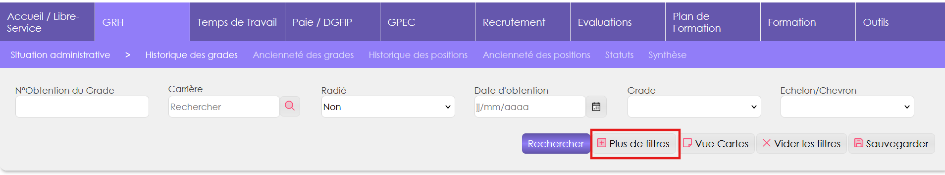 Accueil / Libre-Service GRH Temps de Travail Paie / DGFIP GPEC Recrutement Evaluations Plan de Formation Formation Outils
Situation administrative > Historique des grades Ancienneté des grades Historique des positions Ancienneté des positions Statuts Synthèse
N°Obtention du Grade Carrière Radié Date d'obtention Grade Echelon/Chevron
Rechercher Non jj/mm/aaaa
Rechercher Plus de filtres Vue Cartes Vider les filtres Sauvegarder